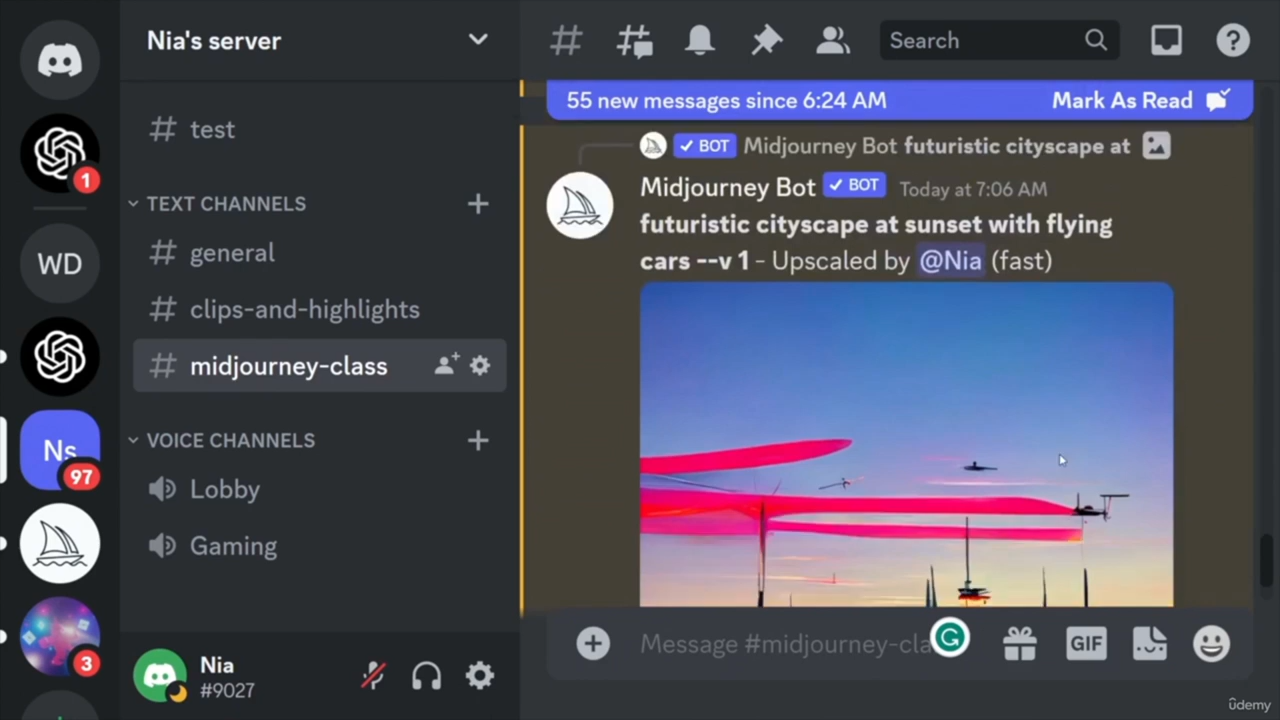 Nia's server
Search
55 new messages since 6:24 AM
Mark As Read
1
test
BOT Midjourney Bot futuristic cityscape at
Midjourney Bot BOT Today at 7:06 AM
TEXT CHANNELS
futuristic cityscape at sunset with flying
cars --v 1 - Upscaled by @Nia (fast)
WD
general
clips-and-highlights
midjourney-class
VOICE CHANNELS
Ns
97
Lobby
Gaming
3
Nia
#9027
Message #midjourney-cla
GIF
ûdemy